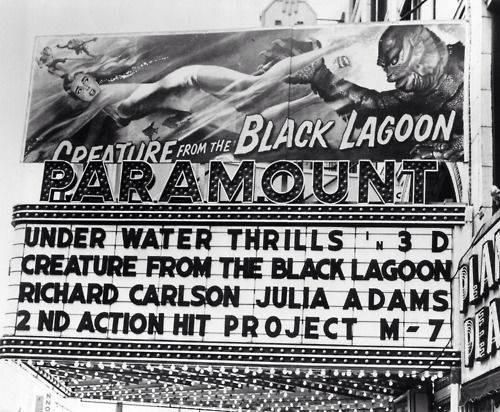 CREATURE FROM THE BLACK LAGOON
PARAMOUNT
UNDER WATER THRILLS 'N 3 D
CREATURE FROM THE BLACK LAGOON
RICHARD CARLSON JULIA ADAMS
2 ND ACTION HIT PROJECT M-7